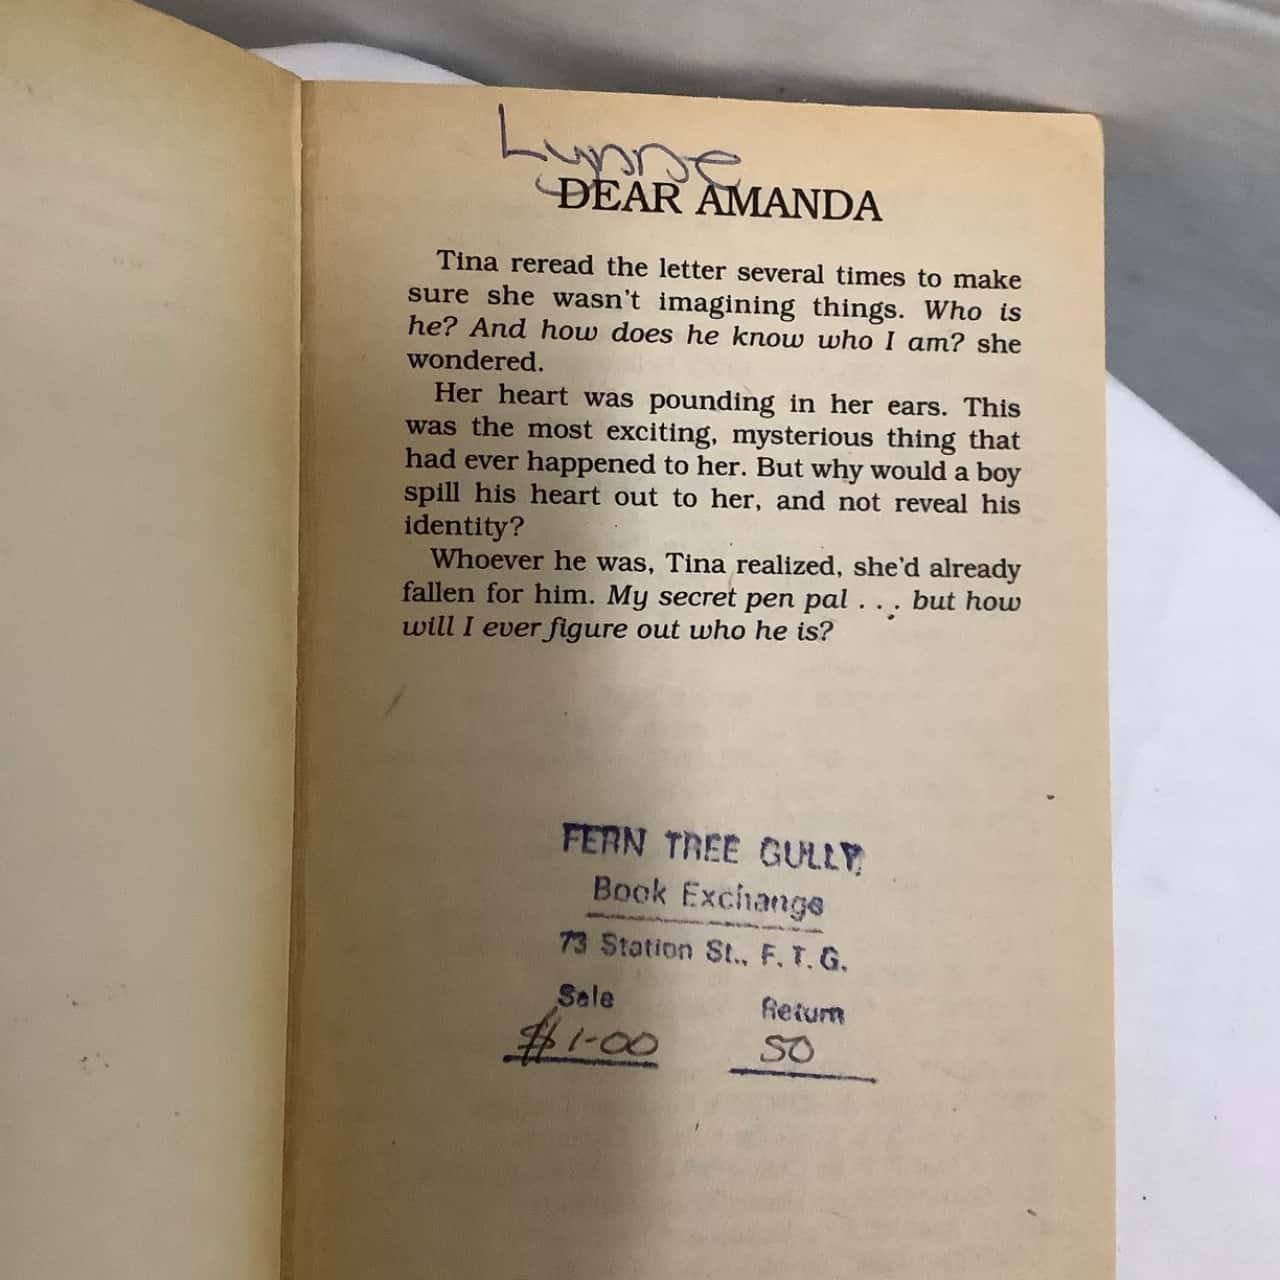 Lynne
DEAR AMANDA
Tina reread the letter several times to make
sure she wasn't imagining things. Who is
he? And how does he know who I am? she
wondered.
Her heart was pounding in her ears. This
was the most exciting, mysterious thing that
had ever happened to her. But why would a boy
spill his heart out to her, and not reveal his
identity?
Whoever he was, Tina realized, she'd already
fallen for him. My secret pen pal . . . but how
will I ever figure out who he is?
FERN TREE GULLY
Book Exchange
73 Station St., F. T. G.
Sale Return
$1-00 50